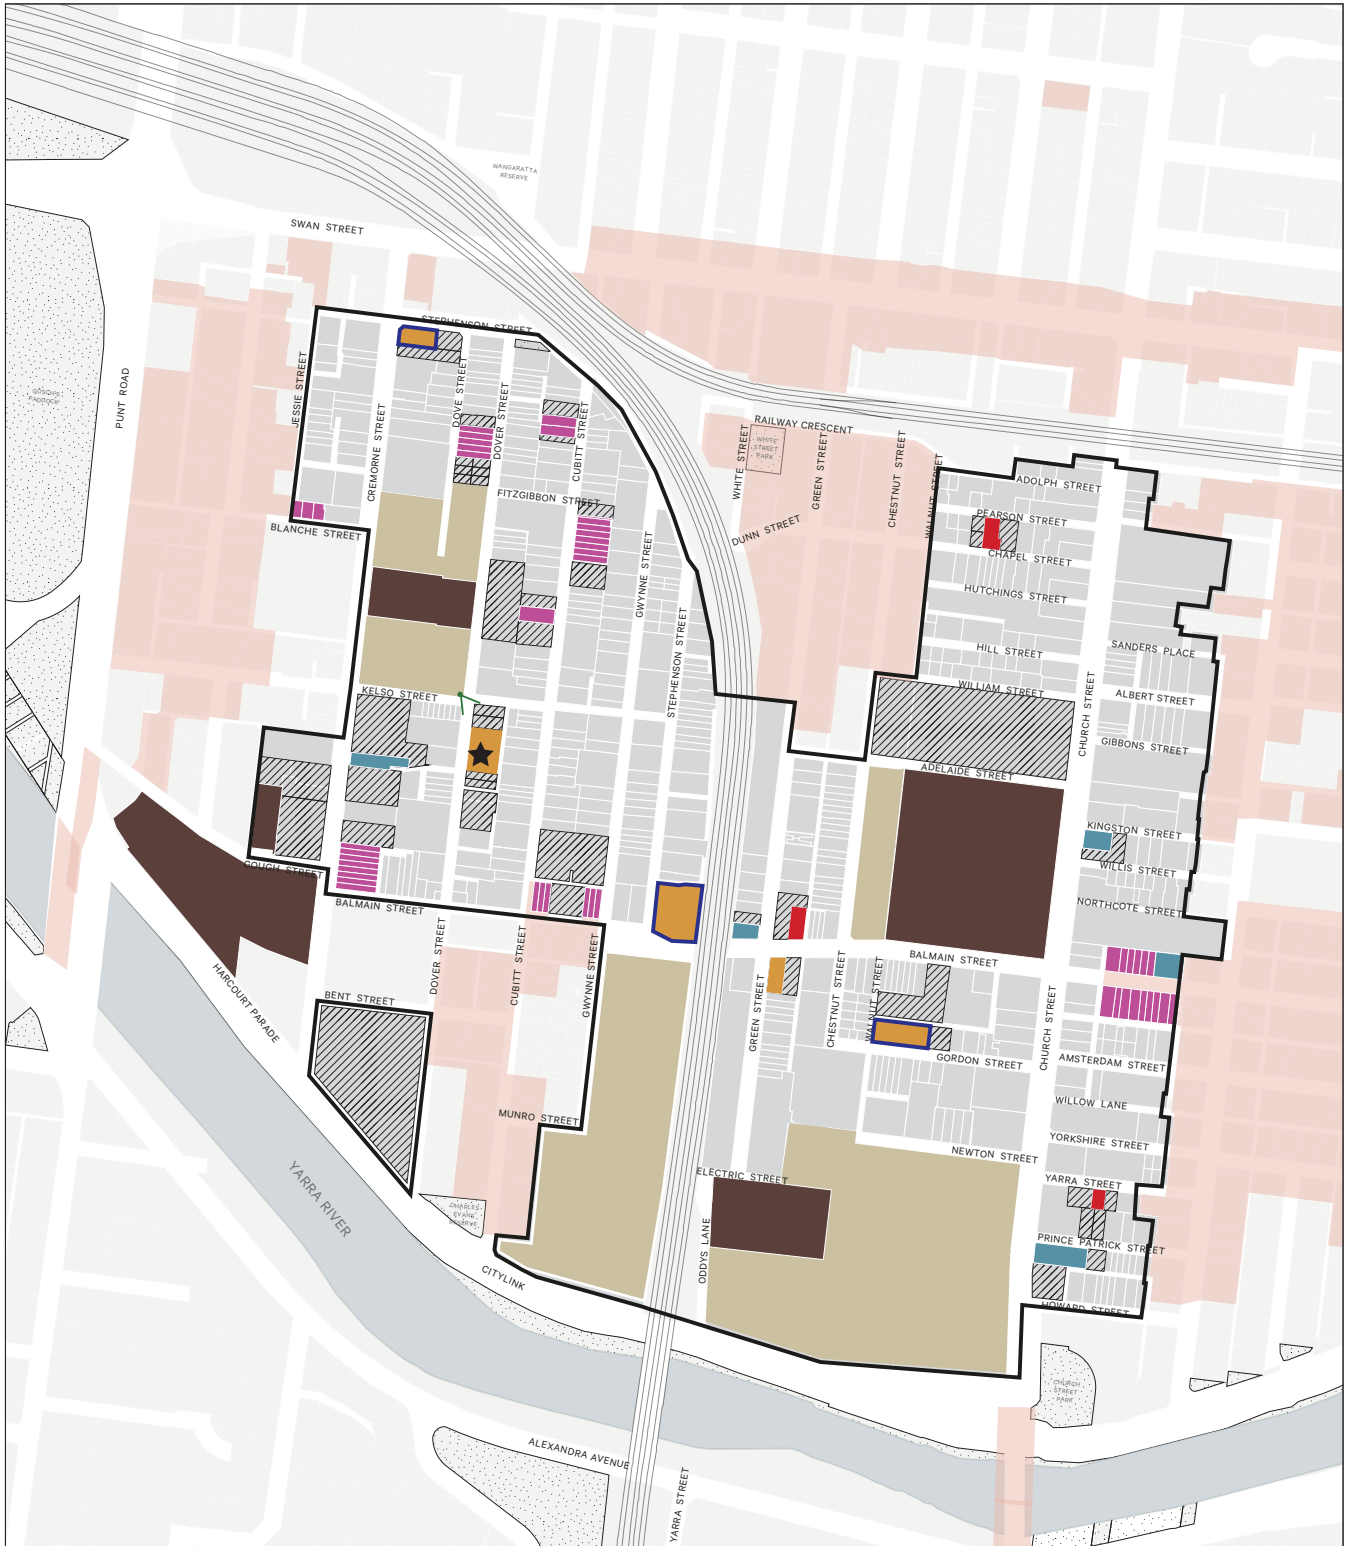 WANGARATTA
RESERVE
SWAN STREET
STEPHENSON STREET
GOSCH'S
PADDOCK
PUNT ROAD
JESSIE STREET
CREMORNE STREET
DOVE STREET
DOVER STREET
CUBITT STREET
RAILWAY CRESCENT
WHITE STREET
WHITE
STREET
PARK
GREEN STREET
CHESTNUT STREET
WALNUT STREET
ADOLPH STREET
FITZGIBBON STREET
BLANCHE STREET
DUNN STREET
PEARSON STREET
CHAPEL STREET
GWYNNE STREET
STEPHENSON STREET
HUTCHINGS STREET
HILL STREET
SANDERS PLACE
WILLIAM STREET
ALBERT STREET
KELSO STREET
CHURCH STREET
GIBBONS STREET
ADELAIDE STREET
KINGSTON STREET
WILLIS STREET
GOUGH STREET
BALMAIN STREET
NORTHCOTE STREET
BALMAIN STREET
HARCOURT PARADE
DOVER STREET
CUBITT STREET
GWYNNE STREET
BENT STREET
GREEN STREET
CHESTNUT STREET
WALNUT STREET
CHURCH STREET
GORDON STREET
AMSTERDAM STREET
WILLOW LANE
MUNRO STREET
YORKSHIRE STREET
NEWTON STREET
YARRA RIVER
ELECTRIC STREET
YARRA STREET
CHARLES
EVANS
RESERVE
ODDYS LANE
PRINCE PATRICK STREET
CITYLINK
HOWARD STREET
CHURCH
STREET
PARK
ALEXANDRA AVENUE
YARRA STREET